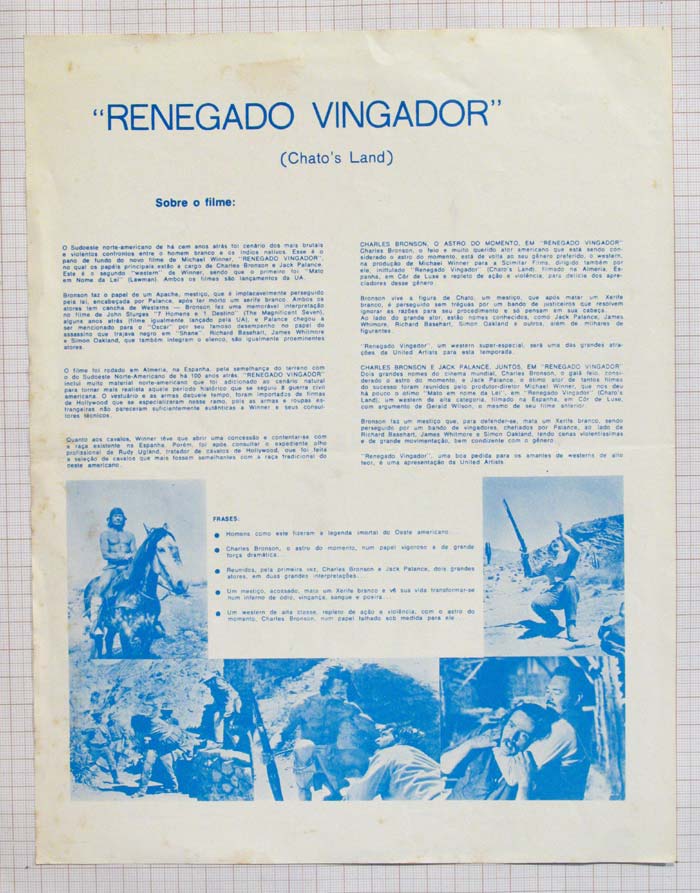 "RENEGADO VINGADOR"
(Chato's Land)
Sobre o filme:
O Sudoeste norte-americano de há cem anos atrás foi cenário dos mais brutais
e violentos confrontos entre o homem branco e os índios nativos. Esse é o
pano de fundo do novo filme de Michael Winner, "RENEGADO VINGADOR",
no qual os papéis principais estão a cargo de Charles Bronson e Jack Palance.
Este é o segundo "western" de Winner, sendo que o primeiro foi "Mato
em Nome da Lei" (Lawman). Ambos os filmes são lançamentos da UA.
Bronson faz o papel de um Apache, mestiço, que é implacavelmente perseguido
pela lei, encabeçada por Palance, após ter morto um xerife branco. Ambos os
atores tem cancha de Westerns — Bronson fez uma memorável interpretação
no filme de John Sturges "7 Homens e 1 Destino" (The Magnificent Seven),
alguns anos atrás (filme igualmente lançado pela UA), e Palance chegou a
ser mencionado para o "Oscar" por seu famoso desempenho no papel do
assassino que trajava negro em "Shane". Richard Basehart, James Whitmore
e Simon Oakland, que também integram o elenco, são igualmente proeminentes
atores.
O filme foi rodado em Almeria, na Espanha, pela semelhança do terreno com
o do Sudoeste Norte-Americano de há 100 anos atrás "RENEGADO VINGADOR"
inclui muito material norte-americano que foi adicionado ao cenário natural
para tornar mais realista aquele período histórico que se seguiu à guerra civil
americana. O vestuário e as armas daquele tempo, foram importados de firmas
de Hollywood que se especializaram nesse ramo, pois as armas e roupas es-
trangeiras não pareceram suficientemente autênticas a Winner e seus consul-
tores técnicos.
Quanto aos cavalos, Winner têve que abrir uma concessão e contentar-se com
a raça existente na Espanha. Porém, foi após consultar o expediente olho
profissional de Rudy Ugland, tratador de cavalos de Hollywood, que foi feita
a seleção de cavalos que mais fossem semelhantes com a raça tradicional do
oeste americano.
CHARLES BRONSON, O ASTRO DO MOMENTO, EM "RENEGADO VINGADOR"
Charles Bronson, o feio e muito querido ator americano que está sendo con-
siderado o astro do momento, está de volta ao seu gênero preferido, o western,
na produção de Michael Winner para a Scimitar Films, dirigido também por
ele, inititulado "Renegado Vingador" (Chato's Land), filmado na Almeria, Es-
panha, em Côr de Luxe e repleto de ação e violência, para delícia dos apre-
ciadores desse gênero.
Bronson vive a figura de Chato, um mestiço, que após matar um Xerife
branco, é perseguido sem tréguas por um bando de justiceiros que resolvem
ignorar as razões para seu procedimento e só pensam em sua cabeça.
Ao lado do grande ator, estão nomes conhecidos, como Jack Palance, James
Whimore, Richard Basehart, Simon Oakland e outros, além de milhares de
figurantes.
"Renegado Vingador", um western super-especial, será uma das grandes atra-
ções da United Artists para esta temporada.
CHARLES BRONSON E JACK PALANCE, JUNTOS, EM "RENEGADO VINGADOR"
Dois grandes nomes do cinema mundial, Charles Bronson, o galã feio, con-
siderado o astro do momento, e Jack Palance, o ótimo ator de tantos filmes
do sucesso foram reunidos pelo produtor-diretor Michael Winner, que nos deu
há pouco o ótimo "Mato em nome da Lei", em "Renegado Vingador" (Chato's
Land), um western de alta categoria, filmado na Espanha, em Côr de Luxe,
com argumento de Gerald Wilson, o mesmo de seu filme anterior.
Bronson faz um mestiço que, para defender-se, mata um Xerife branco, sendo
perseguido por um bando de vingadores, chefiados por Palance, ao lado de
Richard Basehart, James Whitmore e Simon Oakland, tendo cenas violentíssimas
e de grande movimentação, bem condizente com o gênero.
"Renegado Vingador", uma boa pedida para os amantes de westerns de alto
teor, é uma apresentação da United Artists.
FRASES:
● Homens como este fizeram a legenda imortal do Oeste americano...
● Charles Bronson, o astro do momento, num papel vigoroso e de grande
força dramática...
● Reunidos, pela primeira vez, Charles Bronson e Jack Palance, dois grandes
atores, em duas grandes interpretações...
● Um mestiço, acossado, mata um Xerife branco e vê sua vida transformar-se
num inferno de ódio, vingança, sangue e poeira...
● Um western de alta classe, repleto de ação e violência, com o astro do
momento, Charles Bronson, num papel talhado sob medida para ele...